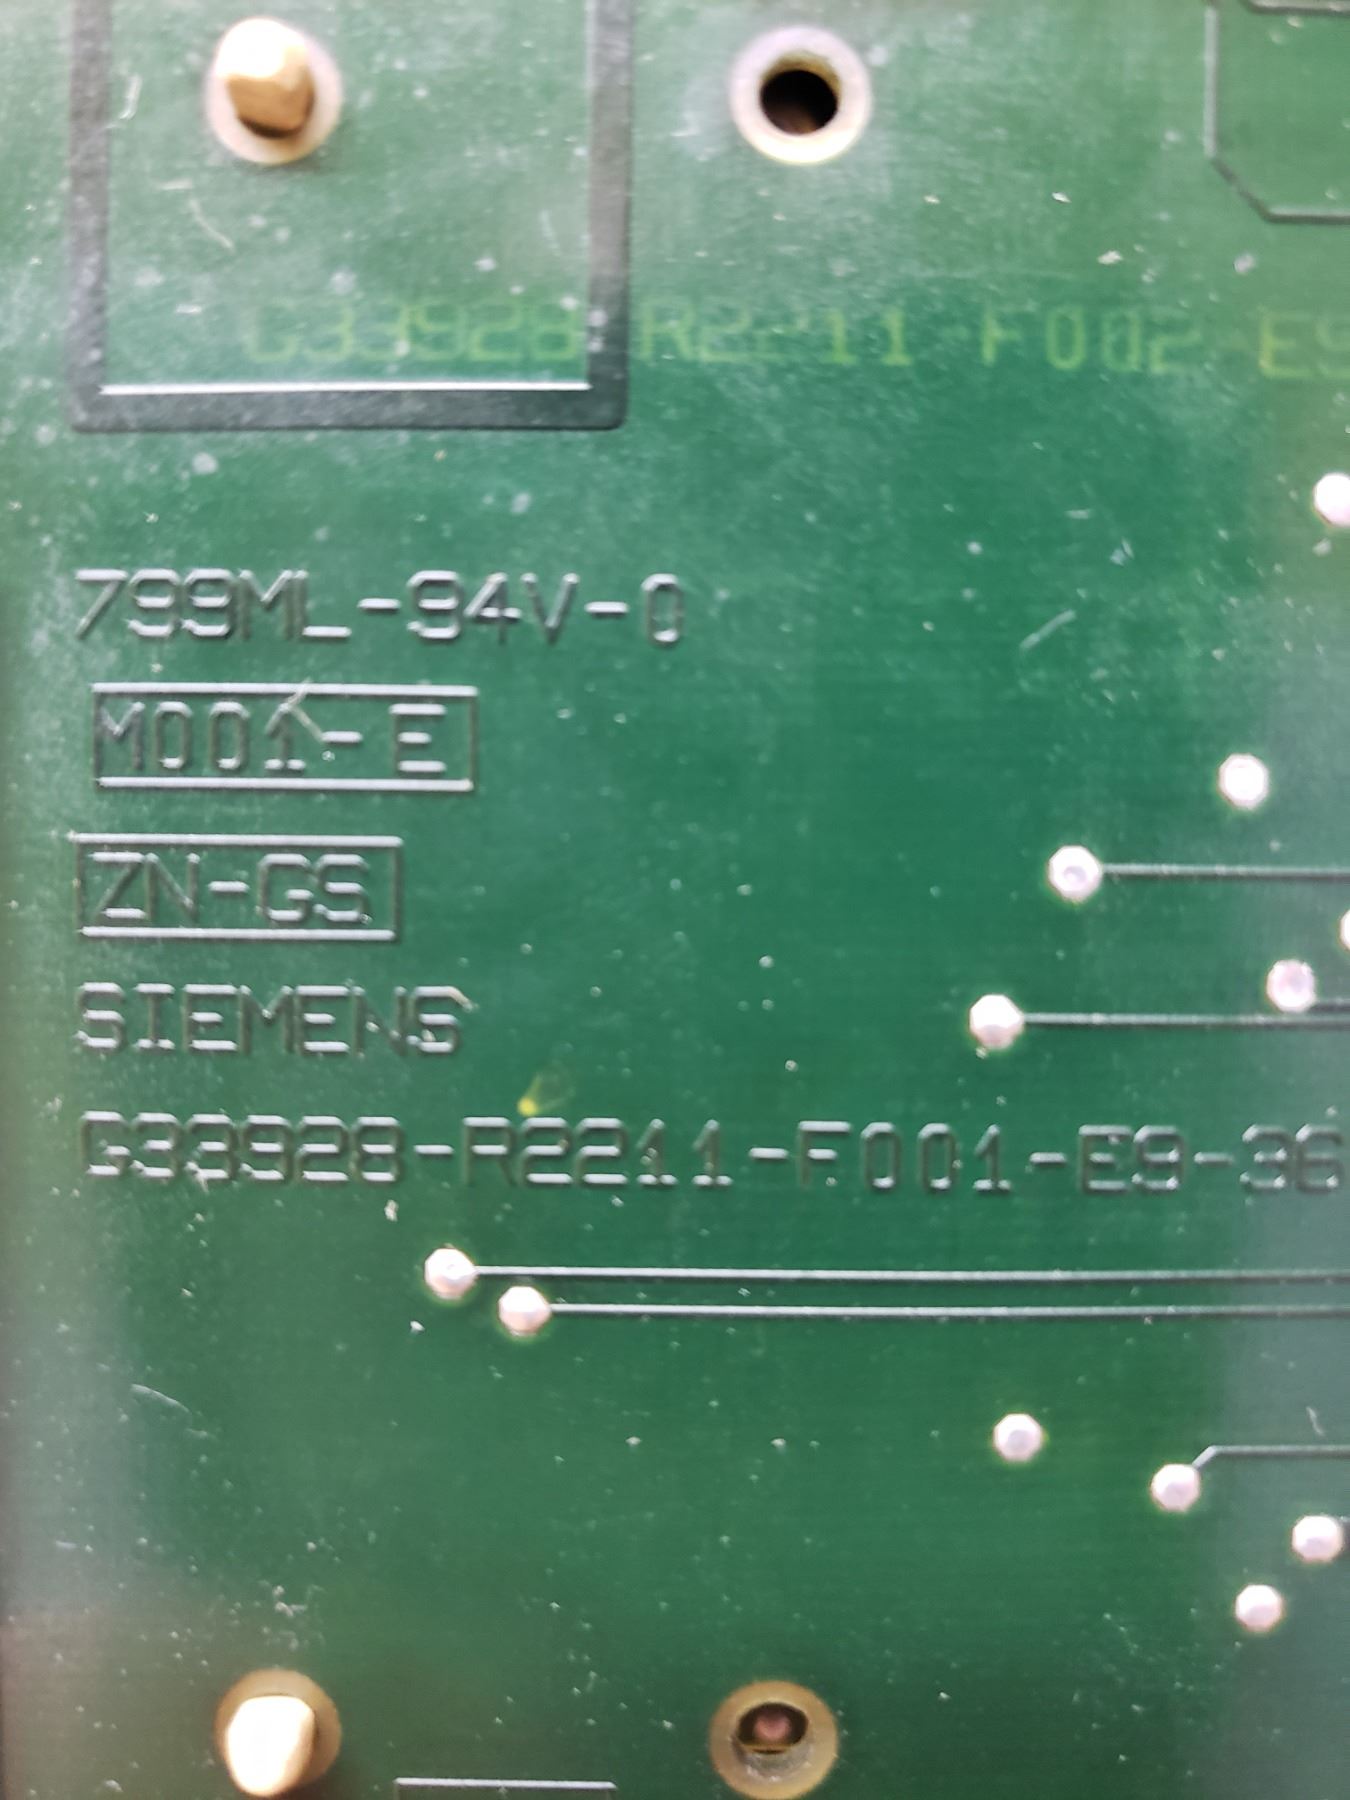 G33928-R2211-F002-E9
799ML-94V-0
M001-E
ZN-GS
SIEMENS
G33928-R2211-F001-E9-36